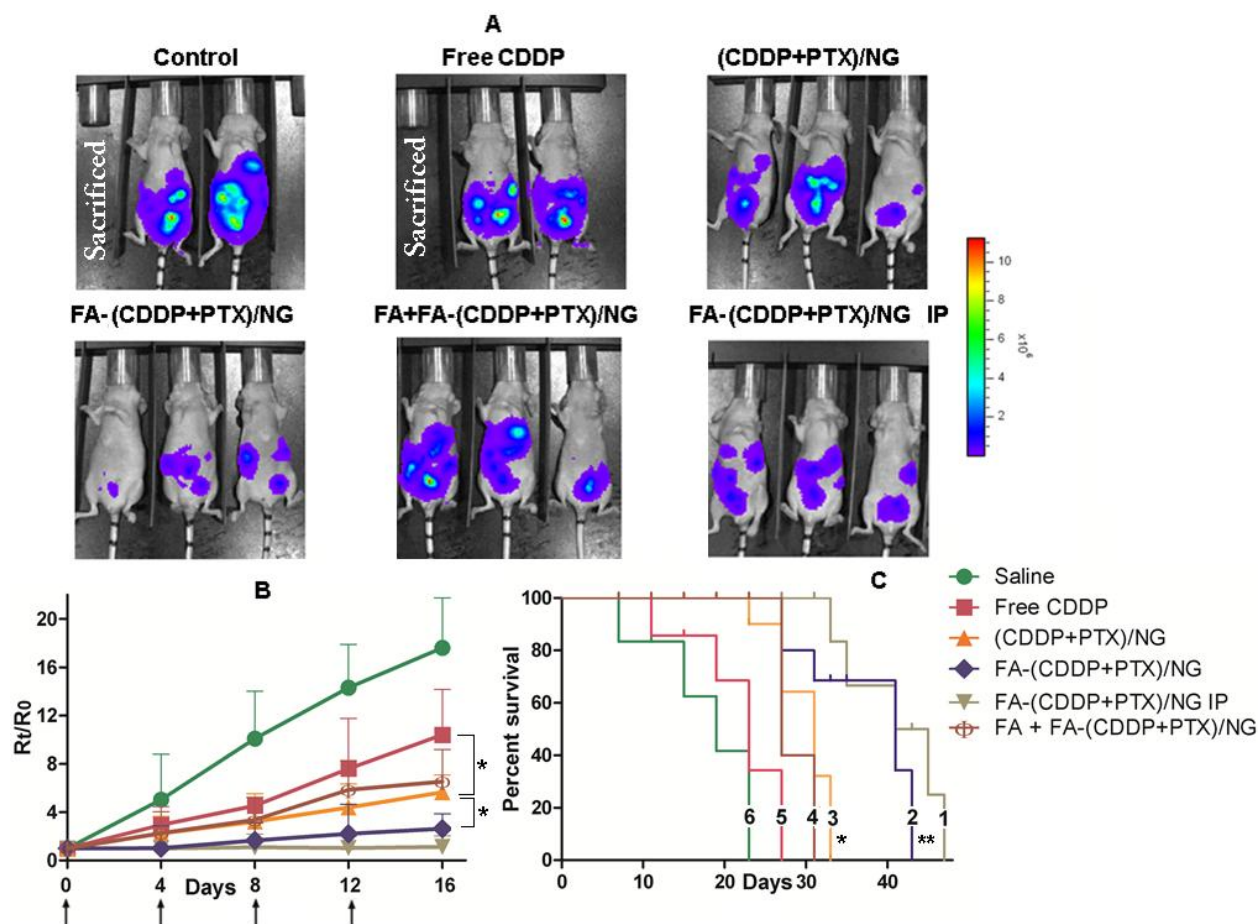 A
Control
Free CDDP
(CDDP+PTX)/NG
Sacrificed
Sacrificed
10
8
6
4
2
x10⁶
FA-(CDDP+PTX)/NG
FA+FA-(CDDP+PTX)/NG
FA-(CDDP+PTX)/NG IP
B
Rt/R0
20
16
12
8
4
0
*
*
0
4
8
12
16
Days
C
Percent survival
100
80
60
40
20
0
6
5
4
3
*
2
**
1
0
10
20
30
40
Days
Saline
Free CDDP
(CDDP+PTX)/NG
FA-(CDDP+PTX)/NG
FA-(CDDP+PTX)/NG IP
FA + FA-(CDDP+PTX)/NG